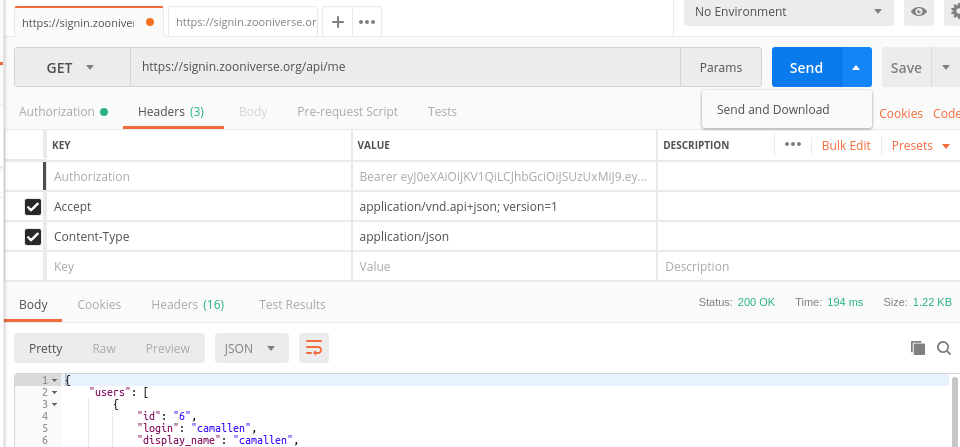 https://signin.zoonive
https://signin.zooniverse.or
+ •••
No Environment
GET https://signin.zooniverse.org/api/me Params Send Save
Authorization Headers (3) Body Pre-request Script Tests
Send and Download
Cookies Code
KEY VALUE DESCRIPTION ••• Bulk Edit Presets
Authorization Bearer eyJ0eXAiOiJKV1QiLCJhbGciOiJSUzUxMiJ9.ey...
Accept application/vnd.api+json; version=1
Content-Type application/json
Key Value Description
Body Cookies Headers (16) Test Results Status: 200 OK Time: 194 ms Size: 1.22 KB
Pretty Raw Preview JSON
1 {
2 "users": [
3 {
4 "id": "6",
5 "login": "camallen",
6 "display_name": "camallen",